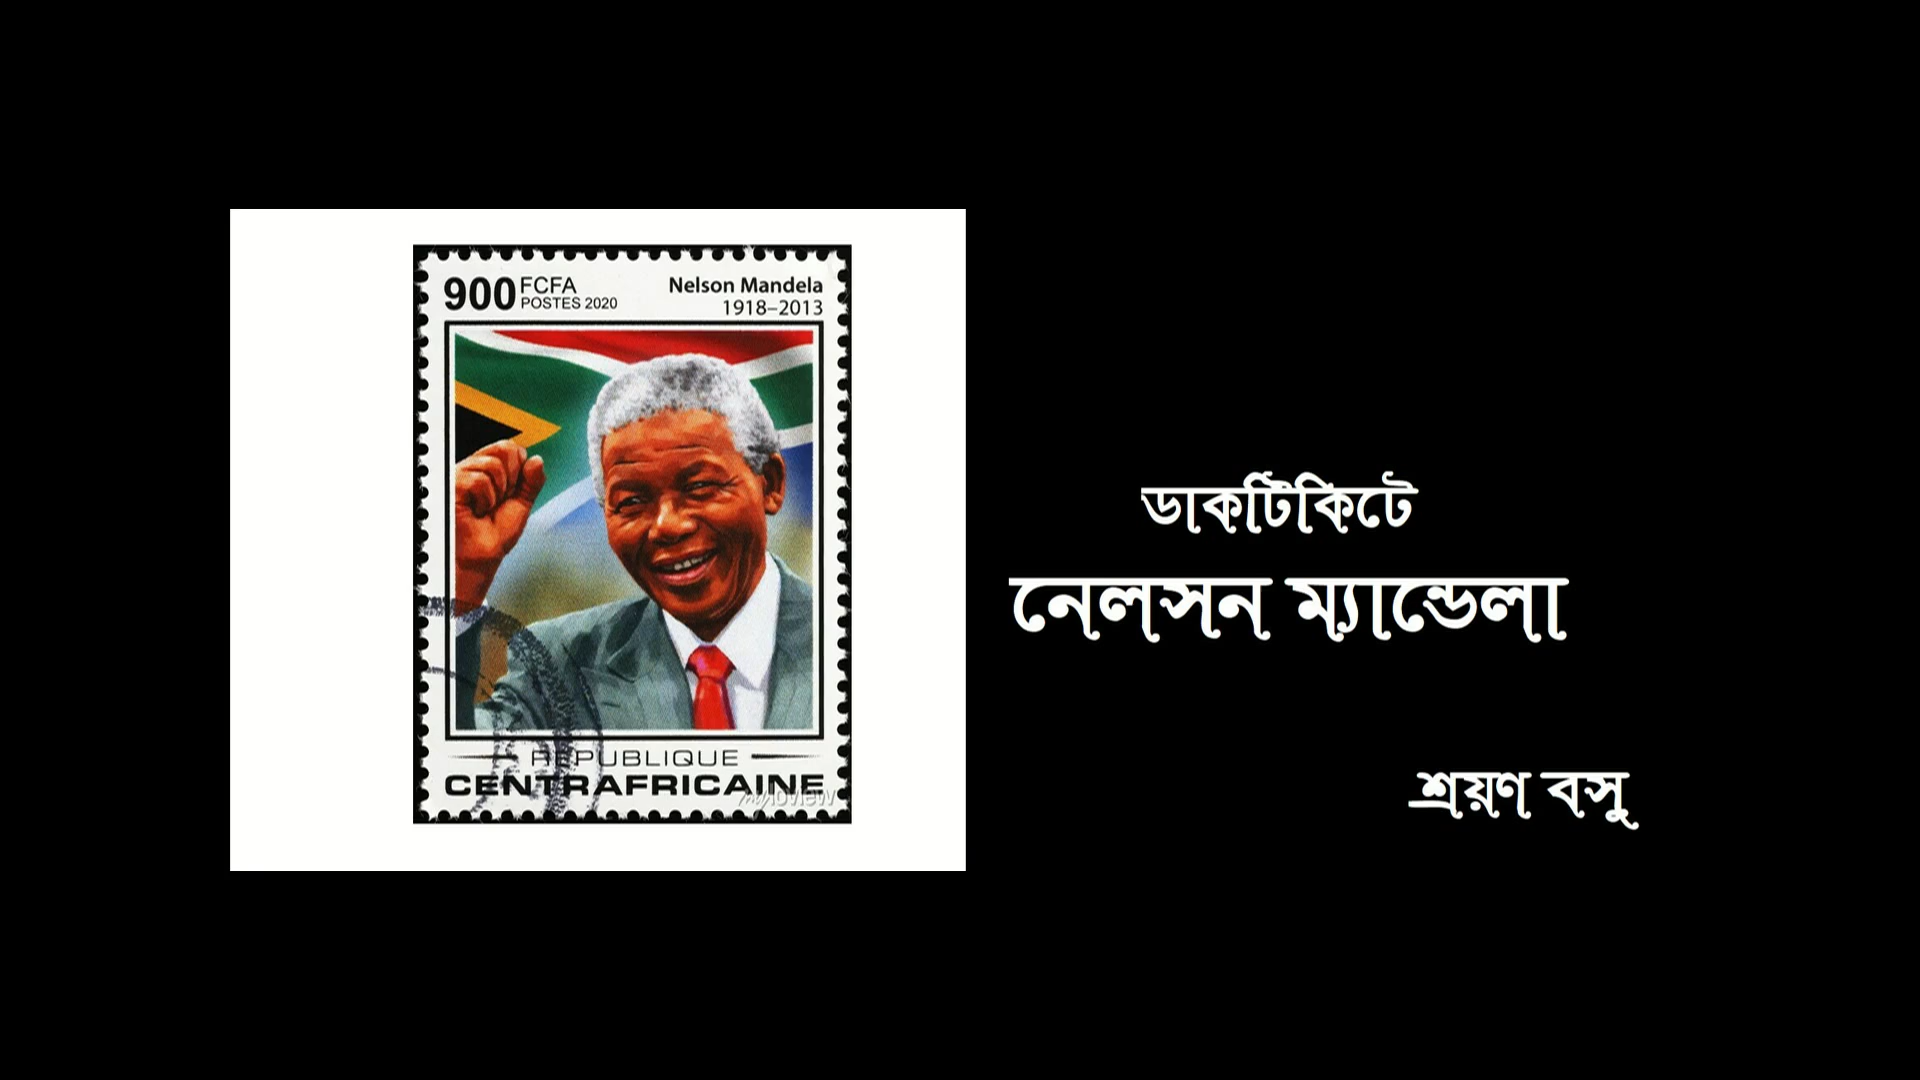 900 FCFA
POSTES 2020
Nelson Mandela
1918–2013
REPUBLIQUE
CENTRAFRICAINE
ডাকটিকিটে
নেলসন ম্যান্ডেলা
শ্রয়ণ বসু